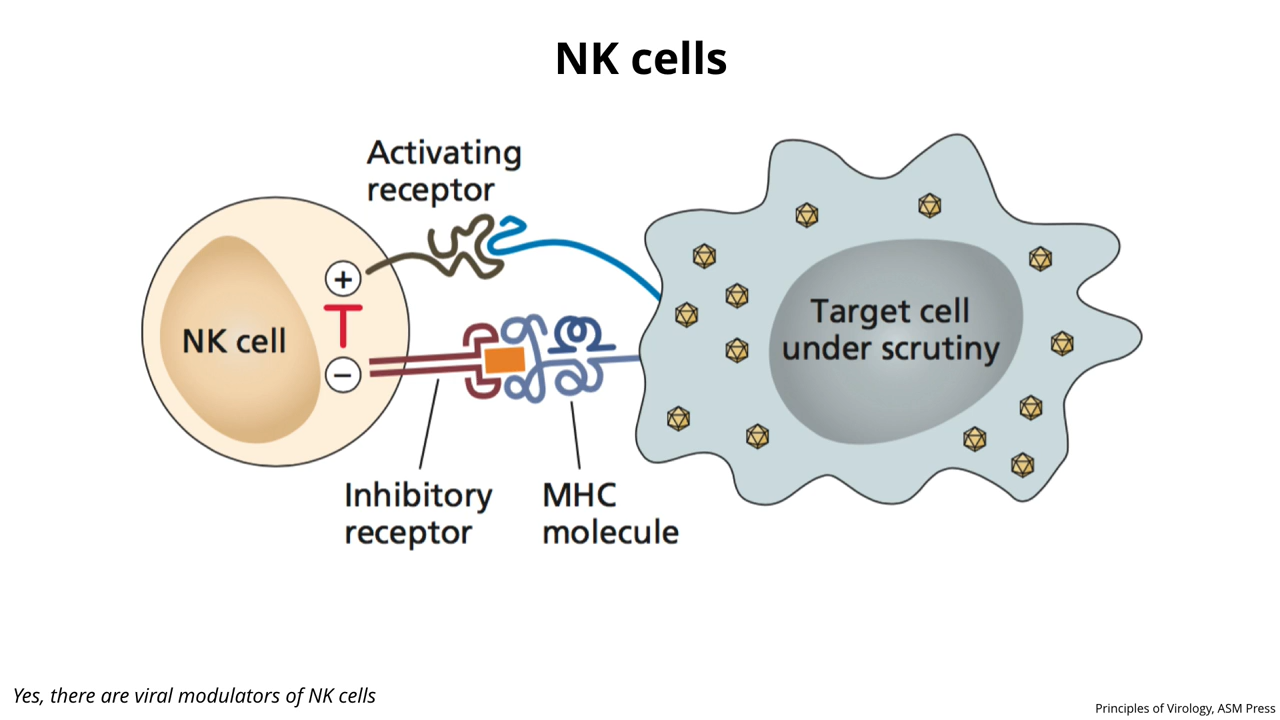 NK cells
Activating
receptor
+
NK cell
−
Target cell
under scrutiny
Inhibitory
receptor
MHC
molecule
Yes, there are viral modulators of NK cells
Principles of Virology, ASM Press